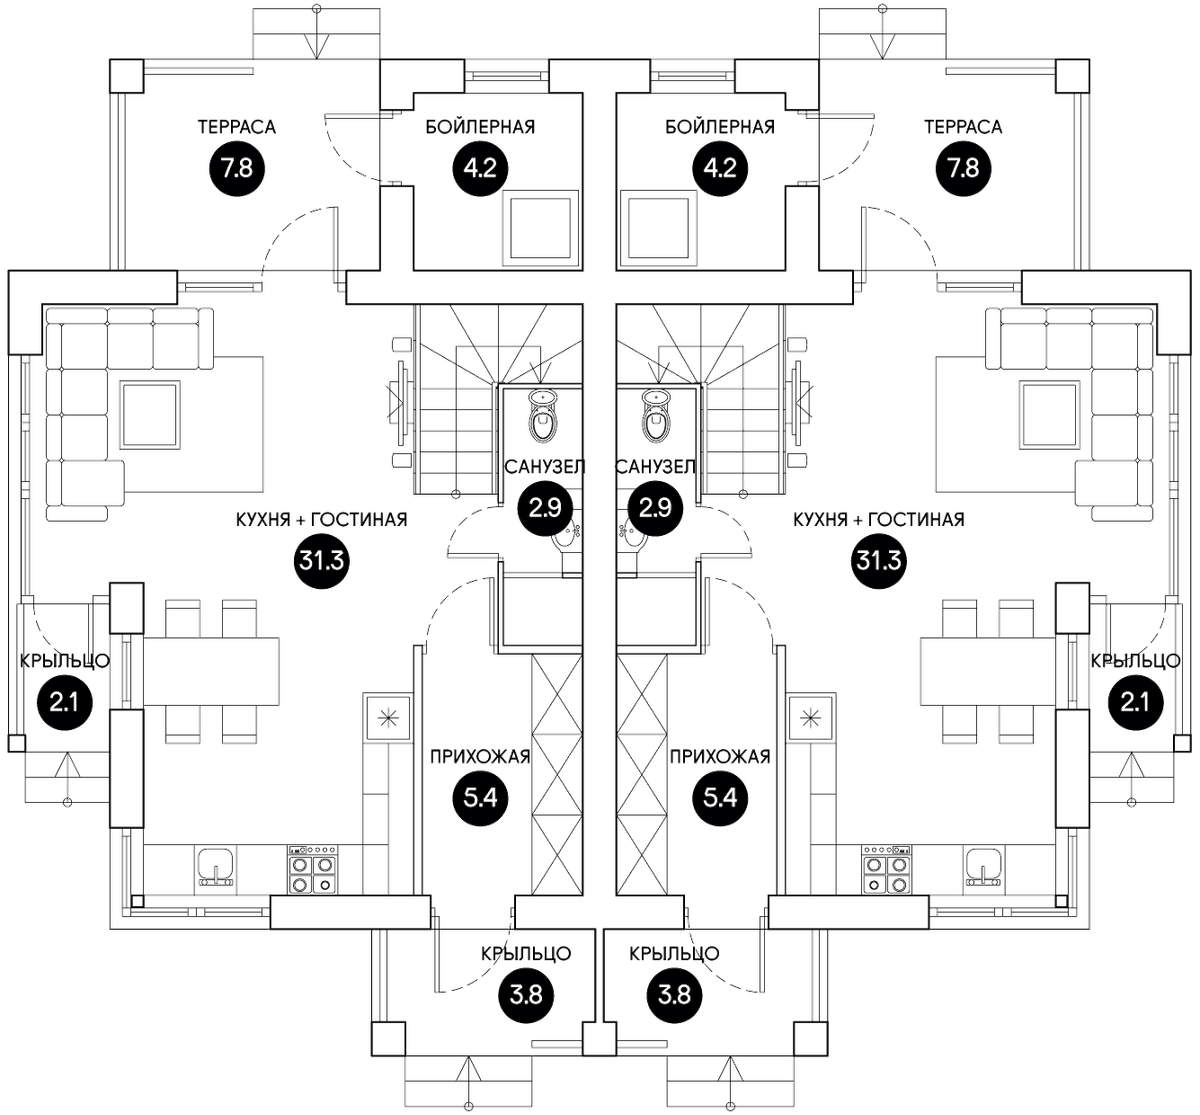 ТЕРРАСА
7.8
БОЙЛЕРНАЯ
4.2
БОЙЛЕРНАЯ
4.2
ТЕРРАСА
7.8
САНУЗЕЛ
2.9
САНУЗЕЛ
2.9
КУХНЯ + ГОСТИНАЯ
31.3
КУХНЯ + ГОСТИНАЯ
31.3
КРЫЛЬЦО
2.1
КРЫЛЬЦО
2.1
ПРИХОЖАЯ
5.4
ПРИХОЖАЯ
5.4
КРЫЛЬЦО
3.8
КРЫЛЬЦО
3.8